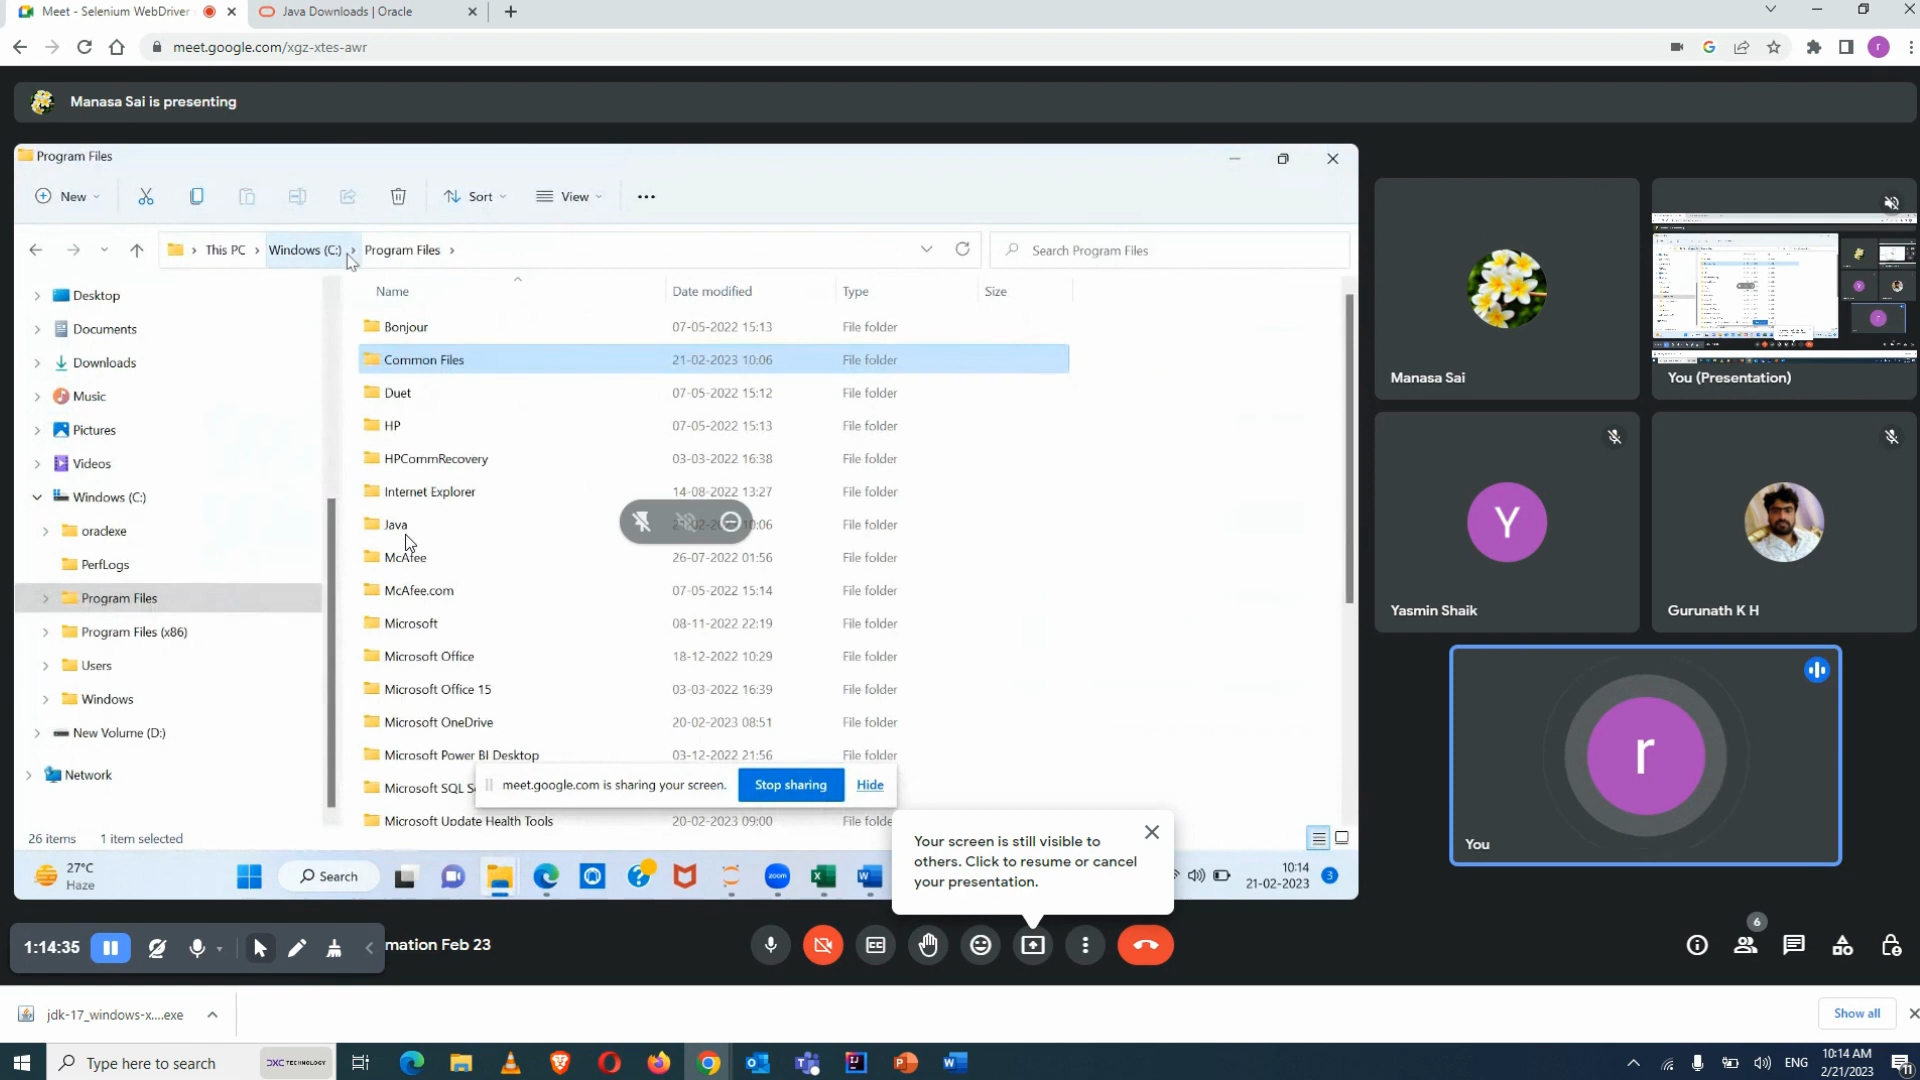 Meet - Selenium WebDriver
Java Downloads | Oracle
meet.google.com/xgz-xtes-awr
r
Manasa Sai is presenting
Program Files
New
Sort
View
This PC
Windows (C:)
Program Files
Search Program Files
Desktop
Documents
Downloads
Music
Pictures
Videos
Windows (C:)
oraclexe
PerfLogs
Program Files
Program Files (x86)
Users
Windows
New Volume (D:)
Network
Name Date modified Type Size
Bonjour 07-05-2022 15:13 File folder
Common Files 21-02-2023 10:06 File folder
Duet 07-05-2022 15:12 File folder
HP 07-05-2022 15:13 File folder
HPCommRecovery 03-03-2022 16:38 File folder
Internet Explorer 14-08-2022 13:27 File folder
Java File folder
McAfee 26-07-2022 01:56 File folder
McAfee.com 07-05-2022 15:14 File folder
Microsoft 08-11-2022 22:19 File folder
Microsoft Office 18-12-2022 10:29 File folder
Microsoft Office 15 03-03-2022 16:39 File folder
Microsoft OneDrive 20-02-2023 08:51 File folder
Microsoft Power BI Desktop 03-12-2022 21:56 File folder
Microsoft SQL
Microsoft Update Health Tools 20-02-2023 09:00 File folde
meet.google.com is sharing your screen. Stop sharing Hide
26 items 1 item selected
Your screen is still visible to
others. Click to resume or cancel
your presentation.
27°C
Haze
Search
zoom
10:14
21-02-2023
3
Manasa Sai
You (Presentation)
Y
Yasmin Shaik
Gurunath K H
r
You
1:14:35
mation Feb 23
6
jdk-17_windows-x....exe
Show all
Type here to search
DXC TECHNOLOGY
ENG
10:14 AM
2/21/2023
11